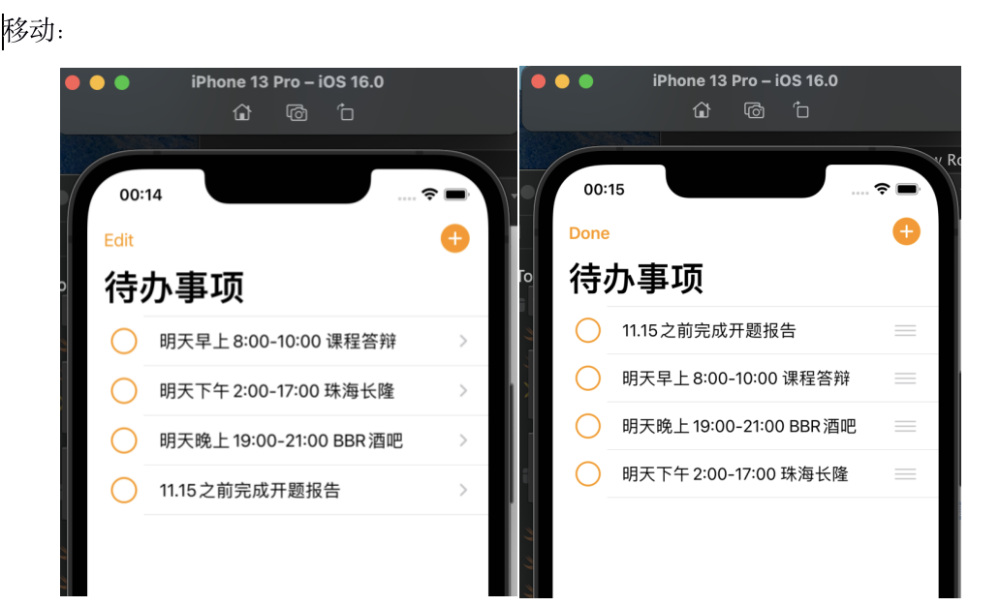 移动：
iPhone 13 Pro – iOS 16.0
00:14
Edit
待办事项
明天早上 8:00-10:00 课程答辩
明天下午 2:00-17:00 珠海长隆
明天晚上 19:00-21:00 BBR 酒吧
11.15 之前完成开题报告
iPhone 13 Pro – iOS 16.0
00:15
Done
待办事项
11.15 之前完成开题报告
明天早上 8:00-10:00 课程答辩
明天晚上 19:00-21:00 BBR 酒吧
明天下午 2:00-17:00 珠海长隆